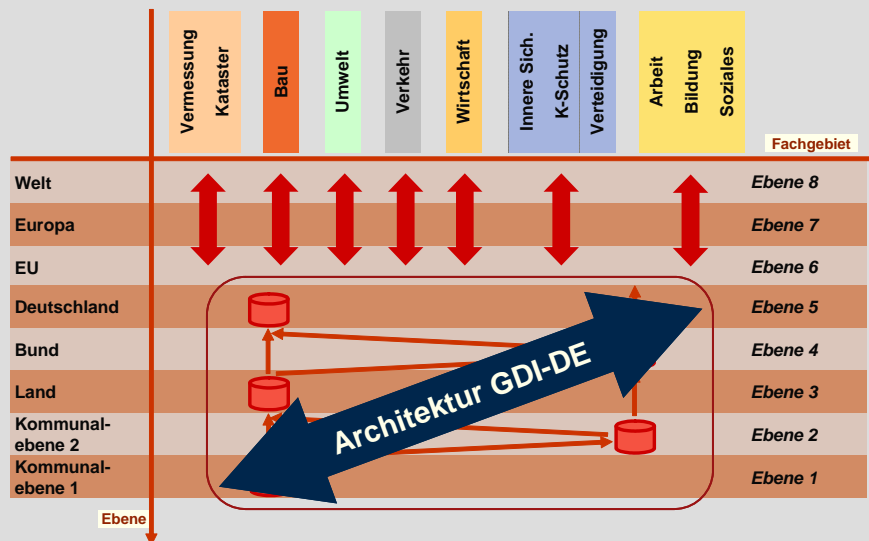 Vermessung
Kataster
Bau
Umwelt
Verkehr
Wirtschaft
Innere Sich.
K-Schutz
Verteidigung
Arbeit
Bildung
Soziales
Fachgebiet
Welt
Ebene 8
Europa
Ebene 7
EU
Ebene 6
Deutschland
Ebene 5
Bund
Ebene 4
Land
Ebene 3
Kommunal-
ebene 2
Ebene 2
Kommunal-
ebene 1
Ebene 1
Architektur GDI-DE
Ebene